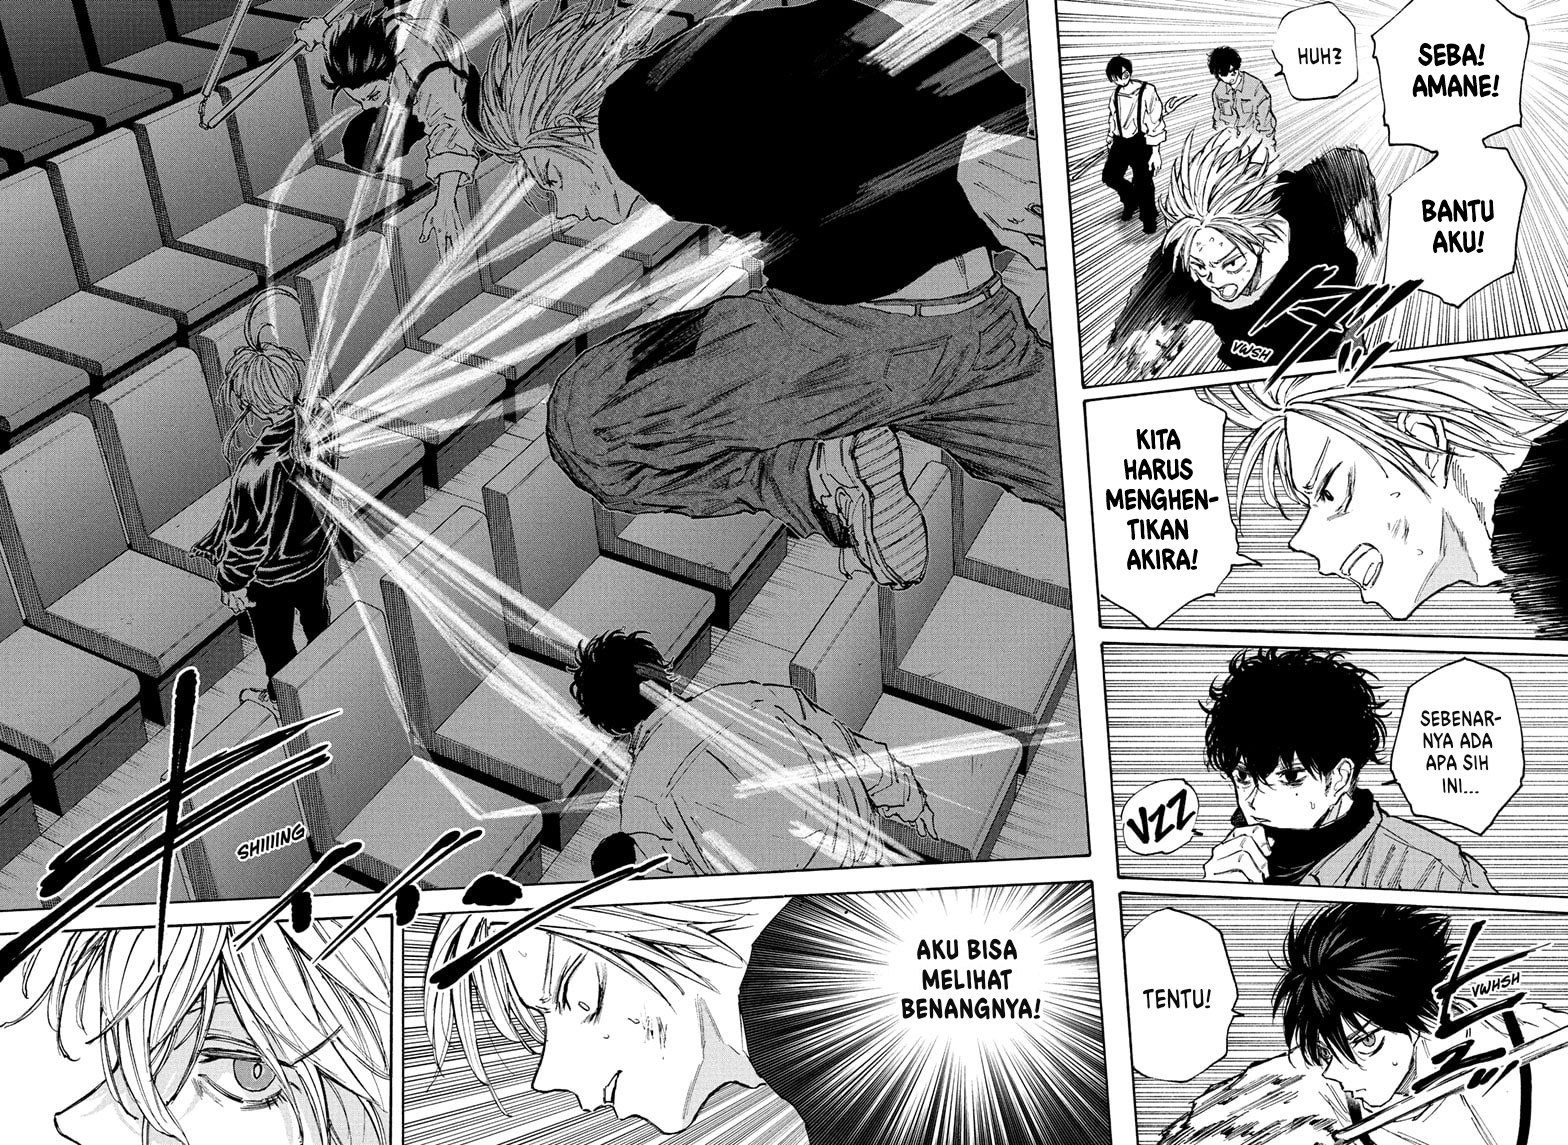 SEBA!
AMANE!
HUH?
BANTU
AKU!
VWSH
KITA
HARUS
MENGHEN-
TIKAN
AKIRA!
SEBENAR-
NYA ADA
APA SIH
INI...
VZZ
TENTU!
VWHSH
SHIIIING
AKU BISA
MELIHAT
BENANGNYA!